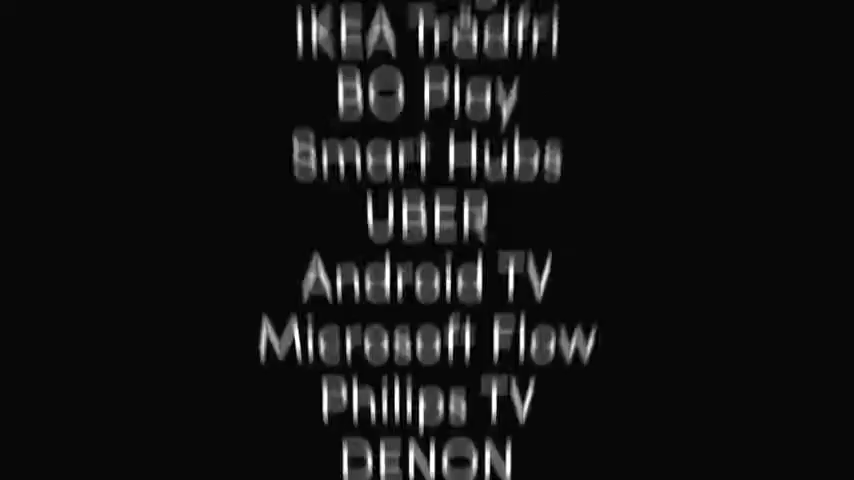 IKEA Trådfri
BO Play
Smart Hubs
UBER
Android TV
Microsoft Flow
Philips TV
DENON